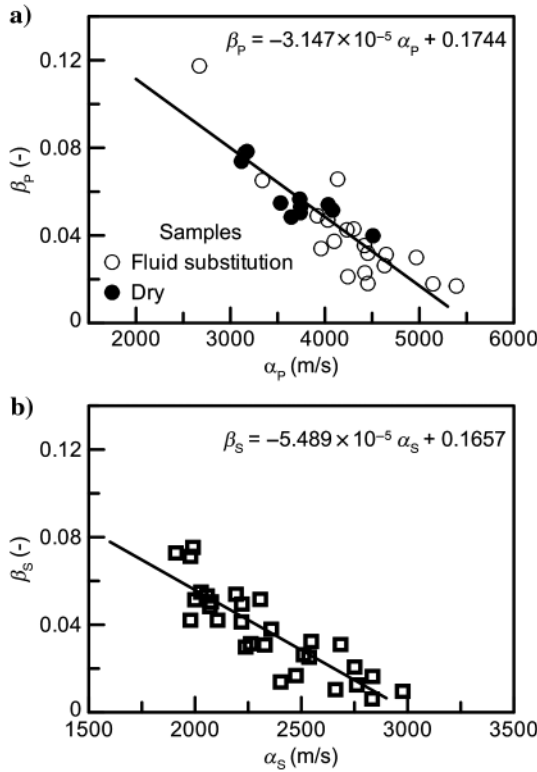 a)
0.12
β_P = −3.147×10⁻⁵ α_P + 0.1744
0.08
β_P (-)
0.04
Samples
Fluid substitution
Dry
0
2000 3000 4000 5000 6000
α_P (m/s)
b)
0.12
β_S = −5.489×10⁻⁵ α_S + 0.1657
0.08
β_S (-)
0.04
0
1500 2000 2500 3000 3500
α_S (m/s)